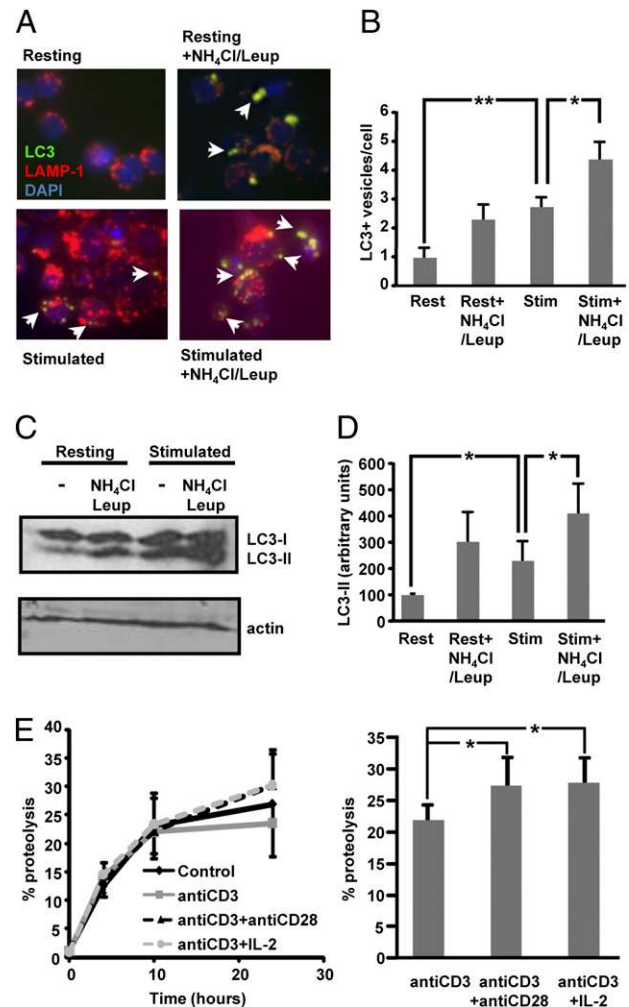 A
Resting
Resting
+NH₄Cl/Leup
LC3
LAMP-1
DAPI
Stimulated
Stimulated
+NH₄Cl/Leup
B
LC3+ vesicles/cell
6
5
4
3
2
1
0
**
*
Rest
Rest+
NH₄Cl
/Leup
Stim
Stim+
NH₄Cl
/Leup
C
Resting Stimulated
- NH₄Cl Leup - NH₄Cl Leup
LC3-I
LC3-II
actin
D
LC3-II (arbitrary units)
600
500
400
300
200
100
0
*
*
Rest
Rest+
NH₄Cl
/Leup
Stim
Stim+
NH₄Cl
/Leup
E
% proteolysis
40
35
30
25
20
15
10
5
0
Control
antiCD3
antiCD3+antiCD28
antiCD3+IL-2
0 10 20 30
Time (hours)
% proteolysis
35
30
25
20
15
10
5
0
*
*
antiCD3
antiCD3
+antiCD28
antiCD3
+IL-2